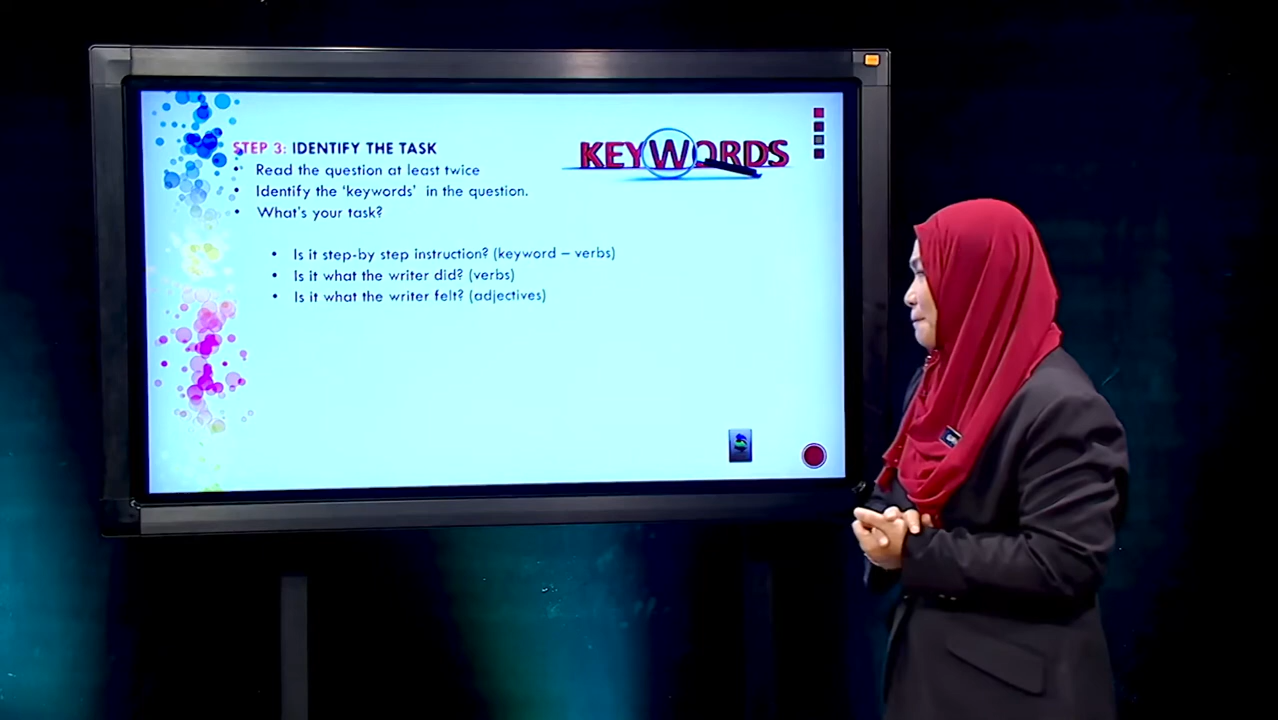 STEP 3: IDENTIFY THE TASK
KEYWORDS
• Read the question at least twice
• Identify the ‘keywords’ in the question.
• What’s your task?
• Is it step-by step instruction? (keyword – verbs)
• Is it what the writer did? (verbs)
• Is it what the writer felt? (adjectives)